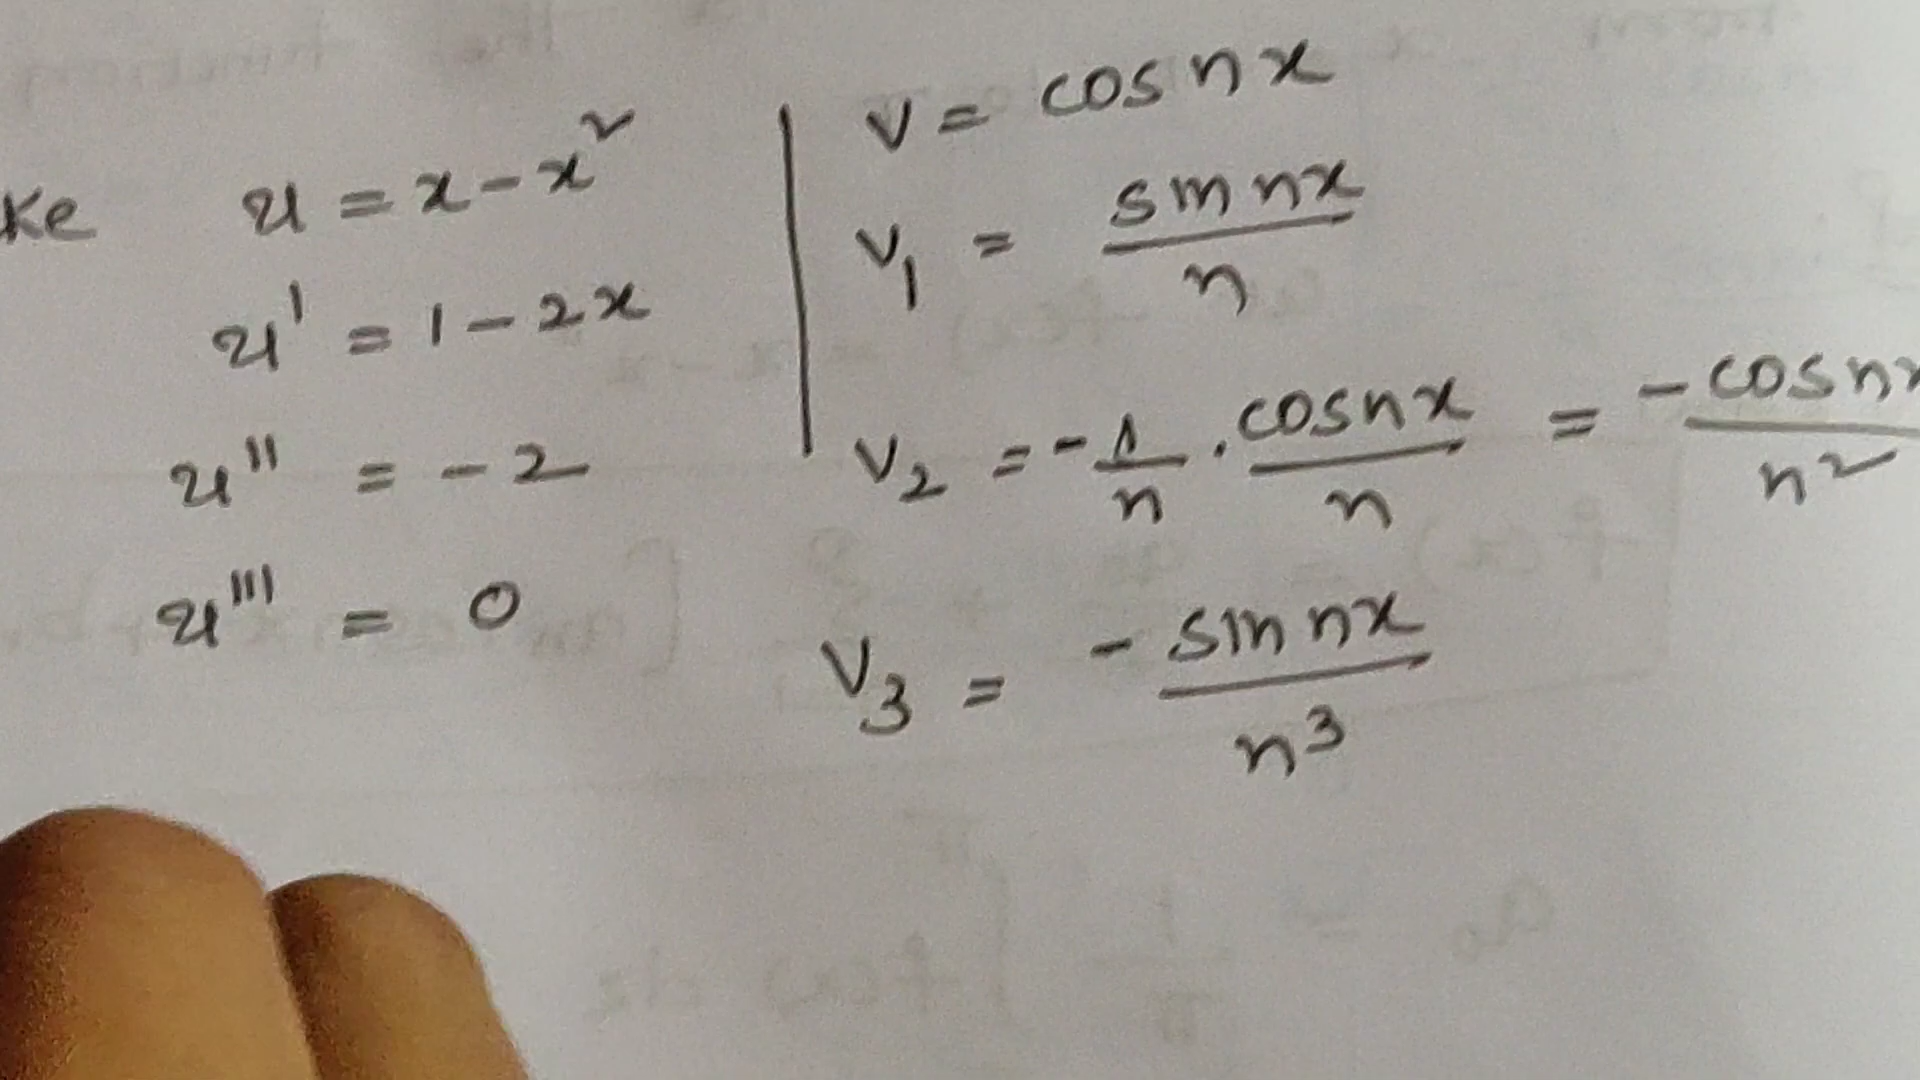 ke u = x - x² | v = cos nx
u' = 1 - 2x | v₁ = sin nx / n
u'' = -2 | v₂ = -1/n . cos nx / n = -cos nx / n²
u''' = 0 v₃ = - sin nx / n³